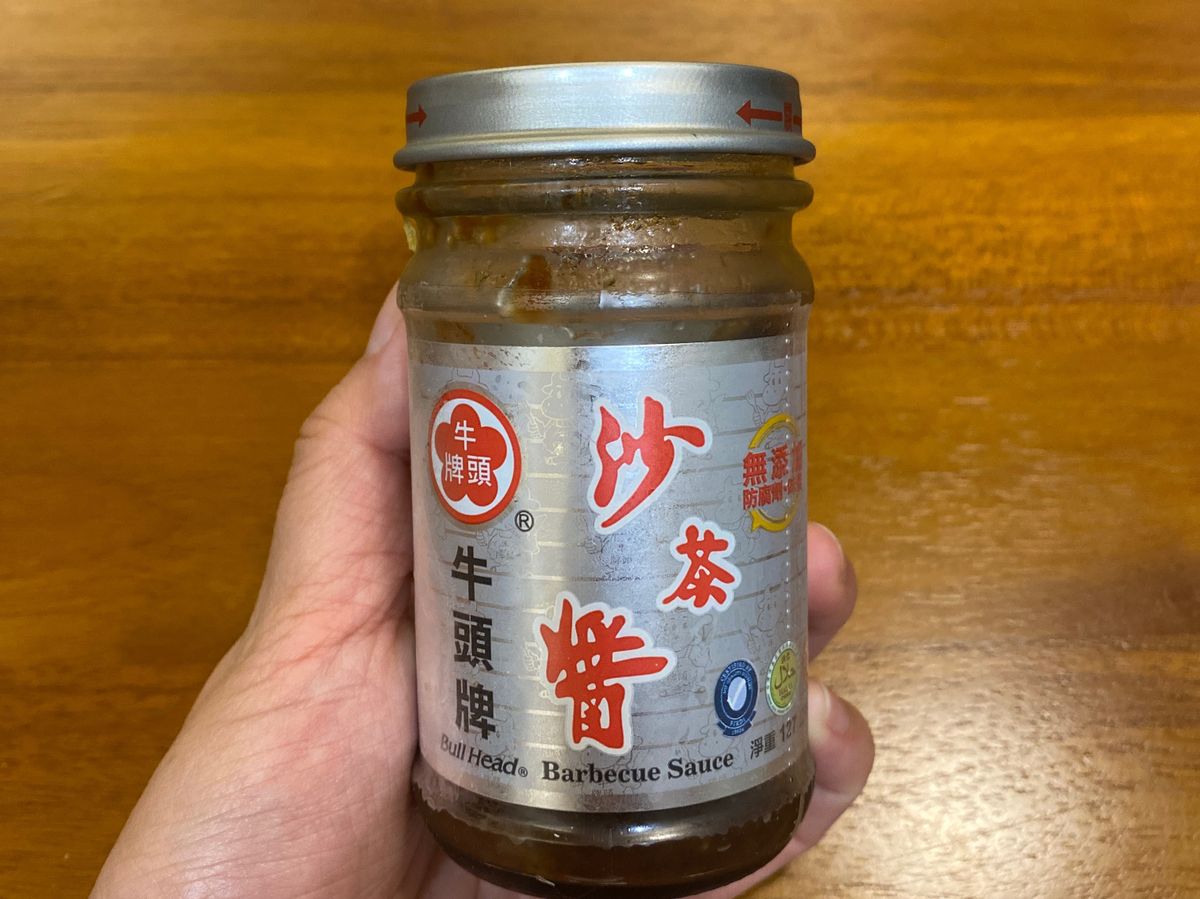 牛
牌頭
®
牛頭牌
Bull Head®
沙茶醬
Barbecue Sauce
無添
防腐劑
淨重 127